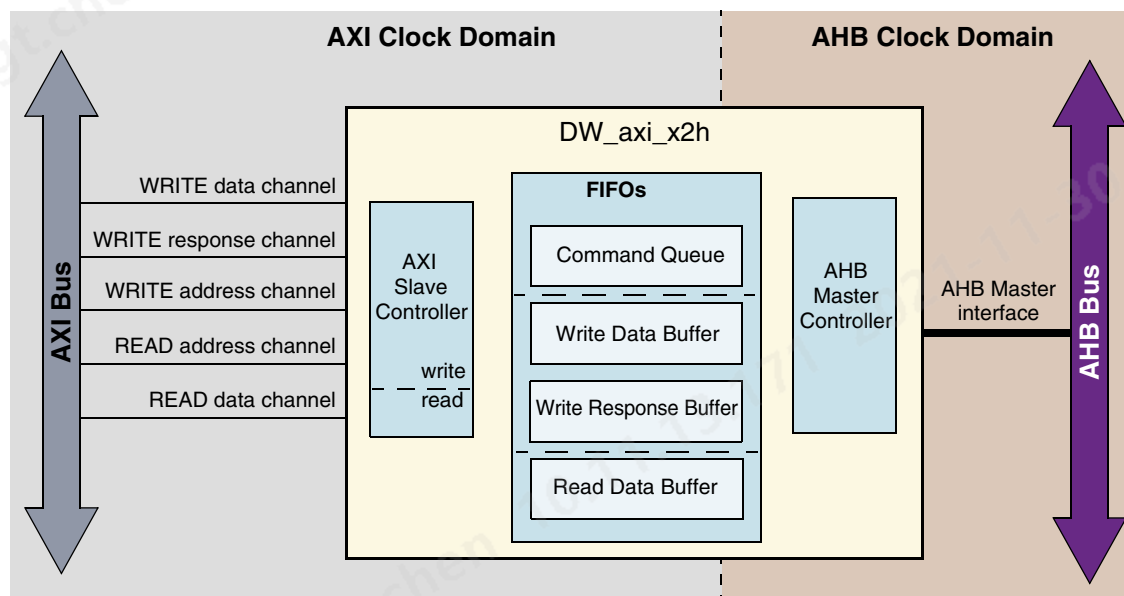 AXI Clock Domain
AHB Clock Domain
DW_axi_x2h
AXI Bus
WRITE data channel
WRITE response channel
WRITE address channel
READ address channel
READ data channel
AXI
Slave
Controller
write
read
FIFOs
Command Queue
Write Data Buffer
Write Response Buffer
Read Data Buffer
AHB
Master
Controller
AHB Master
interface
AHB Bus